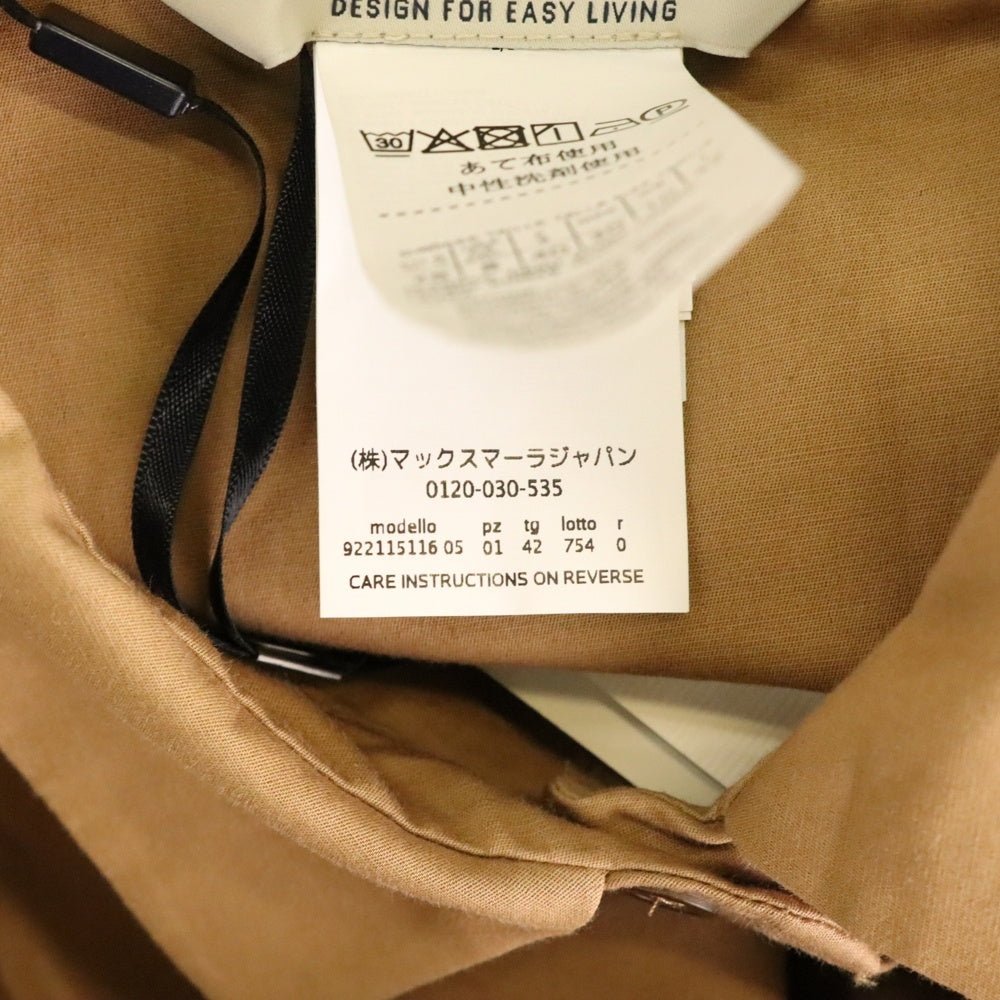 DESIGN FOR EASY LIVING
30
P
あて布使用
中性洗剤使用
(株)マックスマーラジャパン
0120-030-535
modello pz tg lotto r
922115116 05 01 42 754 0
CARE INSTRUCTIONS ON REVERSE